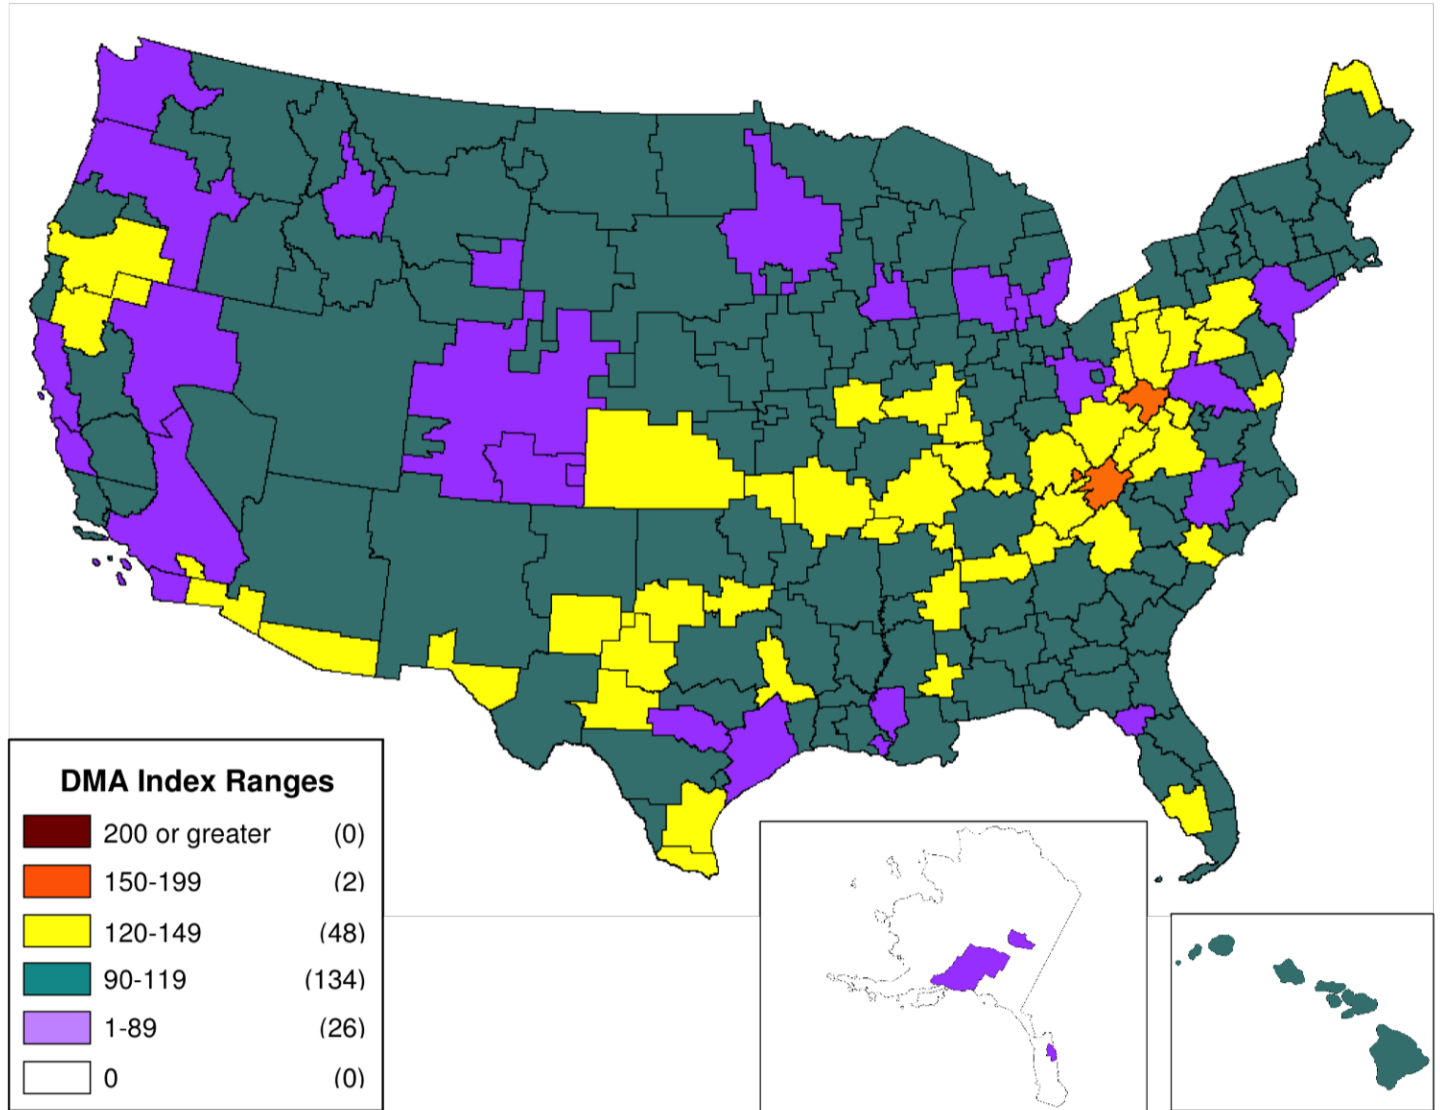 DMA Index Ranges
200 or greater (0)
150-199 (2)
120-149 (48)
90-119 (134)
1-89 (26)
0 (0)